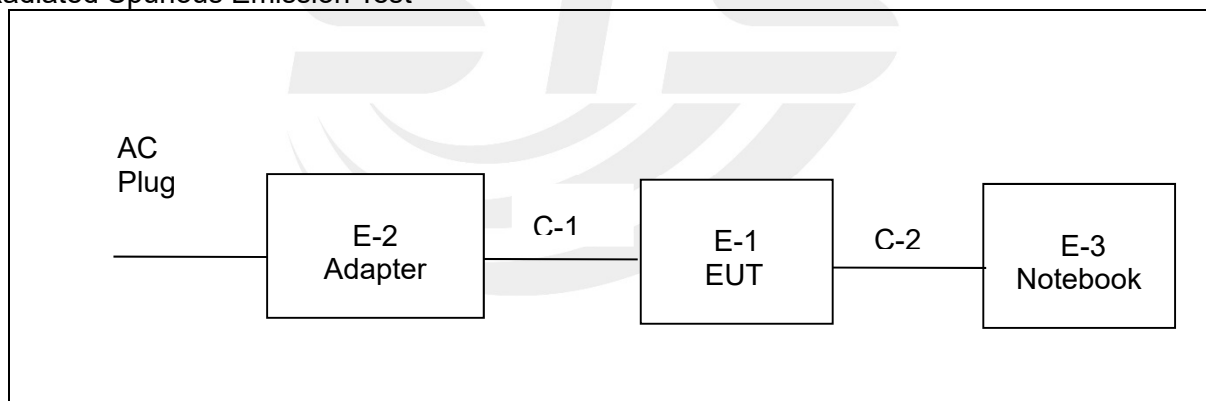 Radiated Spurious Emission Test
AC
Plug
E-2
Adapter
C-1
E-1
EUT
C-2
E-3
Notebook